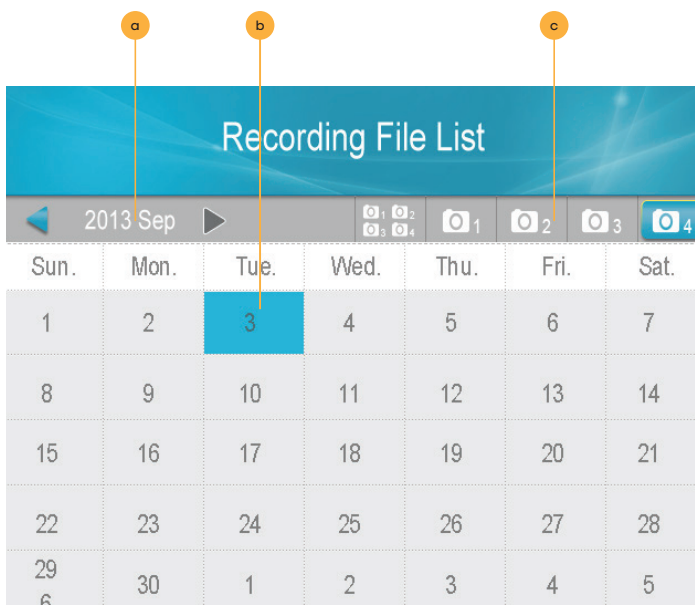 a b c
Recording File List
2013 Sep 1 2 3 4 1 2 3 4
Sun. Mon. Tue. Wed. Thu. Fri. Sat.
1 2 3 4 5 6 7
8 9 10 11 12 13 14
15 16 17 18 19 20 21
22 23 24 25 26 27 28
29 30 1 2 3 4 5
6